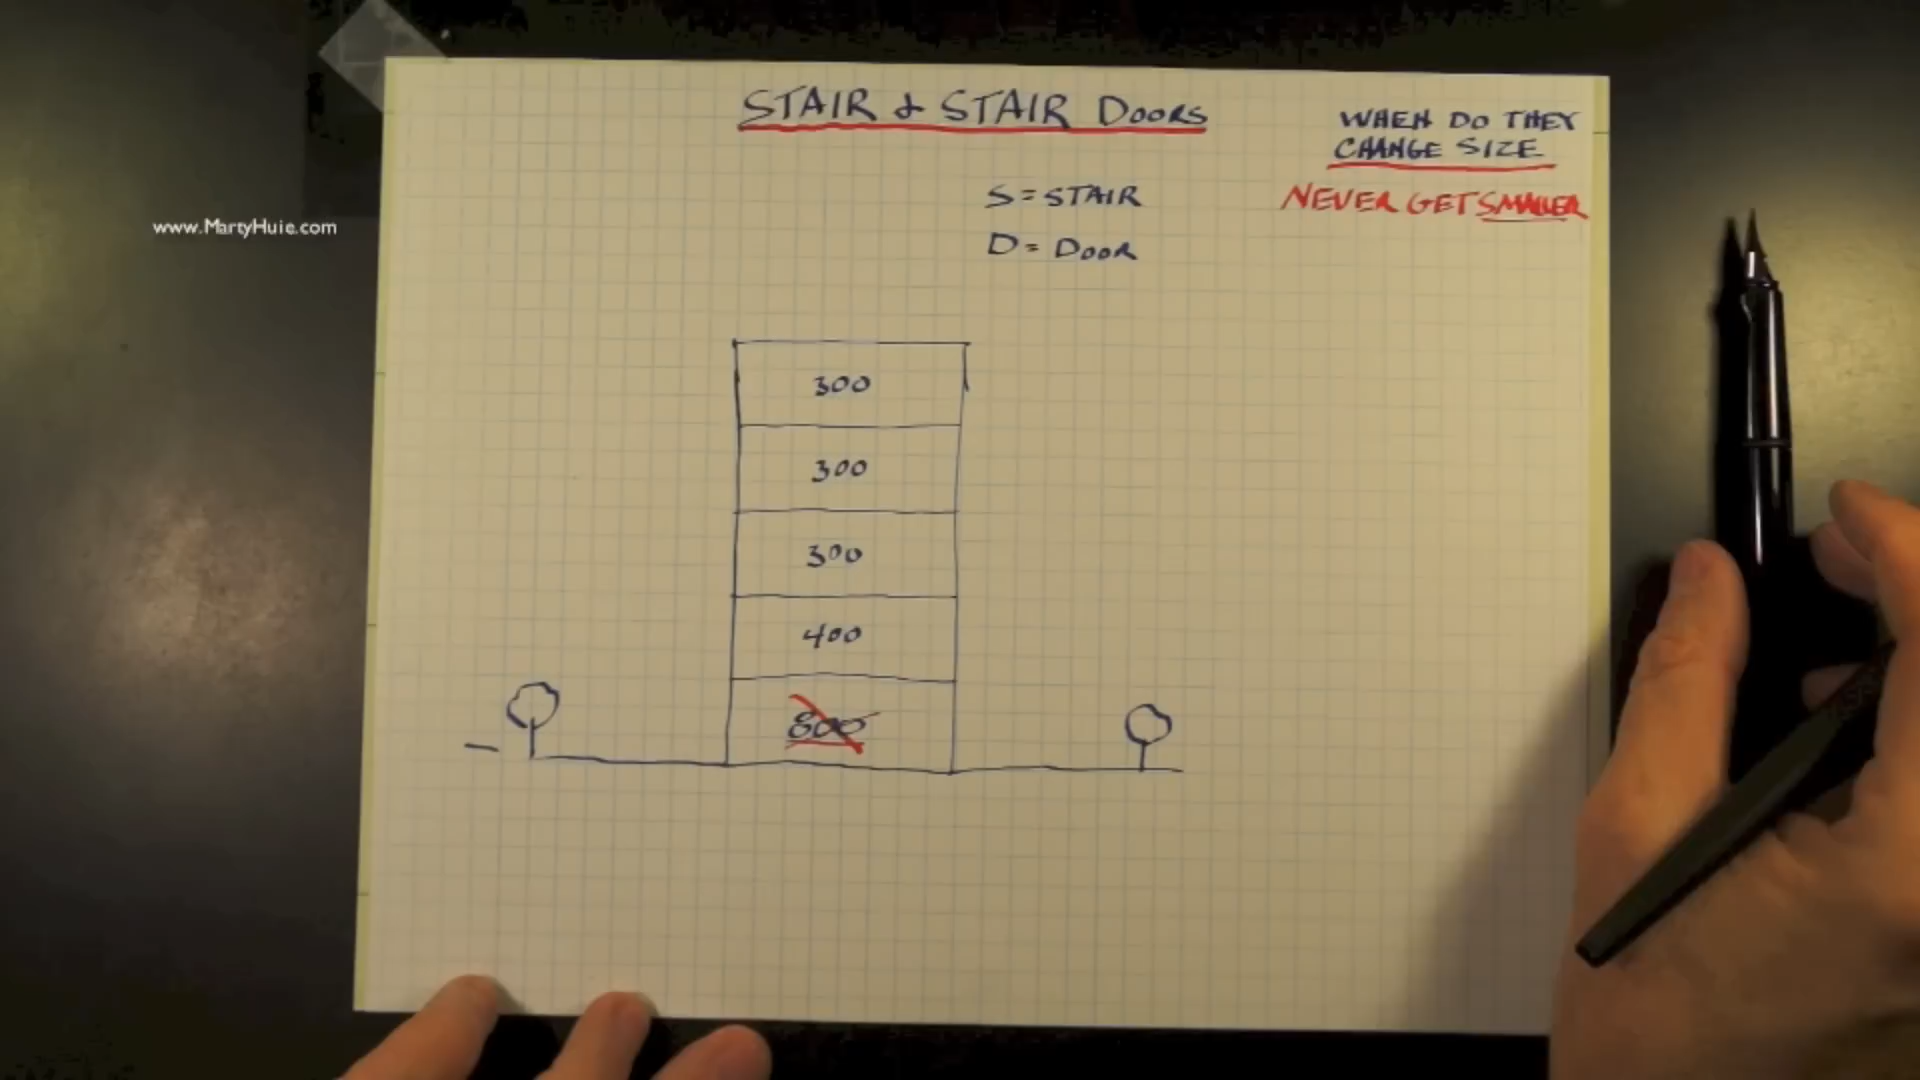 STAIR & STAIR DOORS
WHEN DO THEY
CHANGE SIZE
NEVER GET SMALLER
S = STAIR
D = DOOR
www.MartyHuie.com
300
300
300
400
800